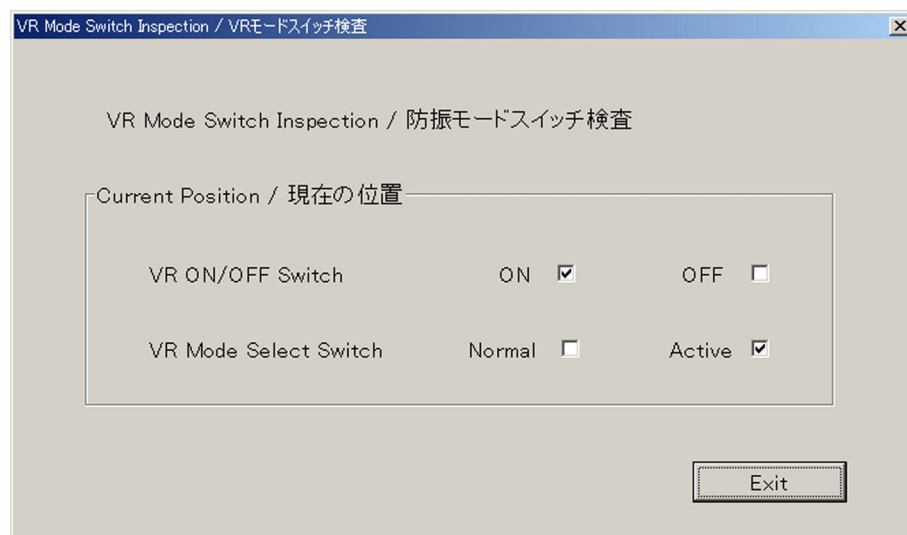 VR Mode Switch Inspection / VRモードスイッチ検査
VR Mode Switch Inspection / 防振モードスイッチ検査
Current Position / 現在の位置
VR ON/OFF Switch ON OFF
VR Mode Select Switch Normal Active
Exit